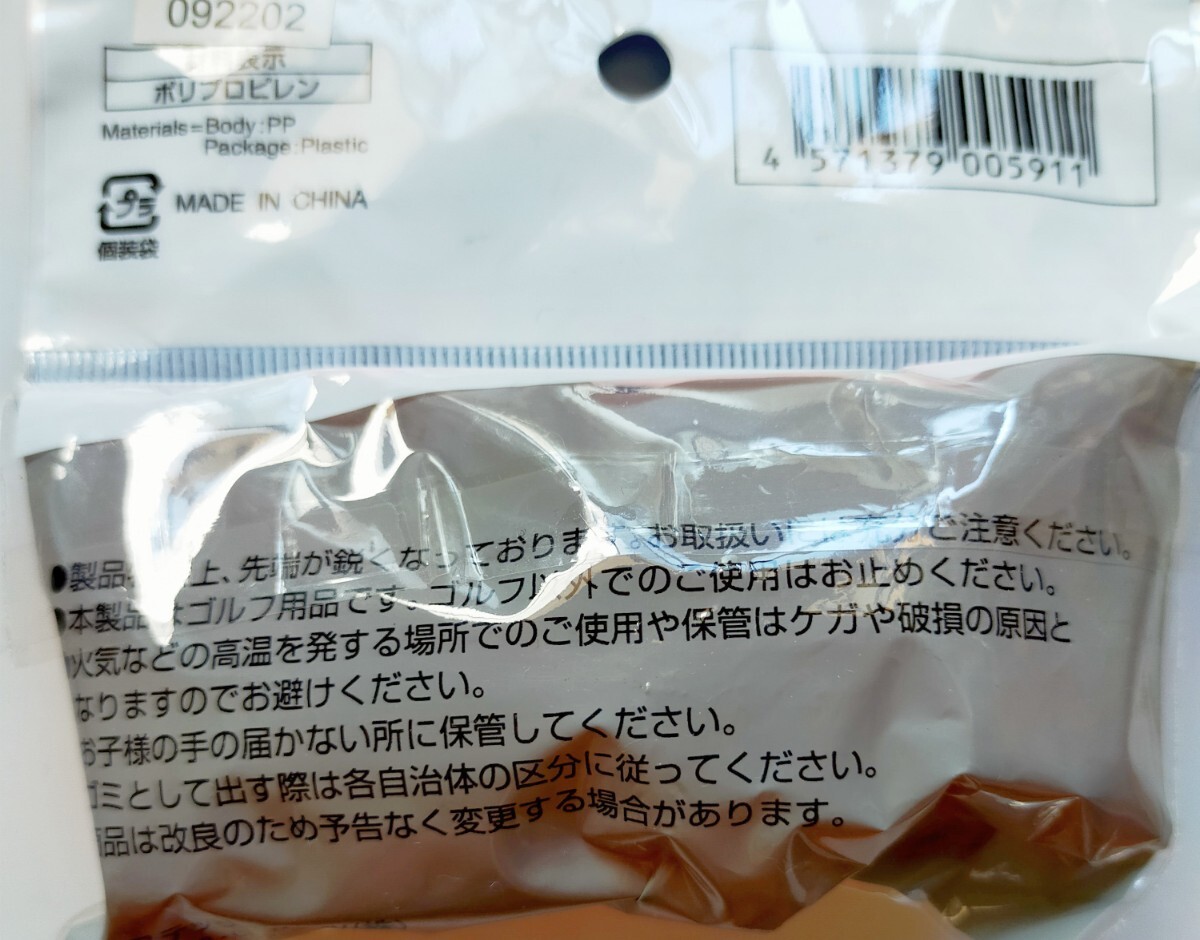 092202
表示
ポリプロピレン
Materials=Body:PP
Package:Plastic
プラ
MADE IN CHINA
個装袋
4 571379 005911
●製品 上、先端が鋭くなっております。お取扱い ご注意ください。
●本製品はゴルフ用品です。ゴルフ以外でのご使用はお止めください。
火気などの高温を発する場所でのご使用や保管はケガや破損の原因と
なりますのでお避けください。
お子様の手の届かない所に保管してください。
ゴミとして出す際は各自治体の区分に従ってください。
商品は改良のため予告なく変更する場合があります。